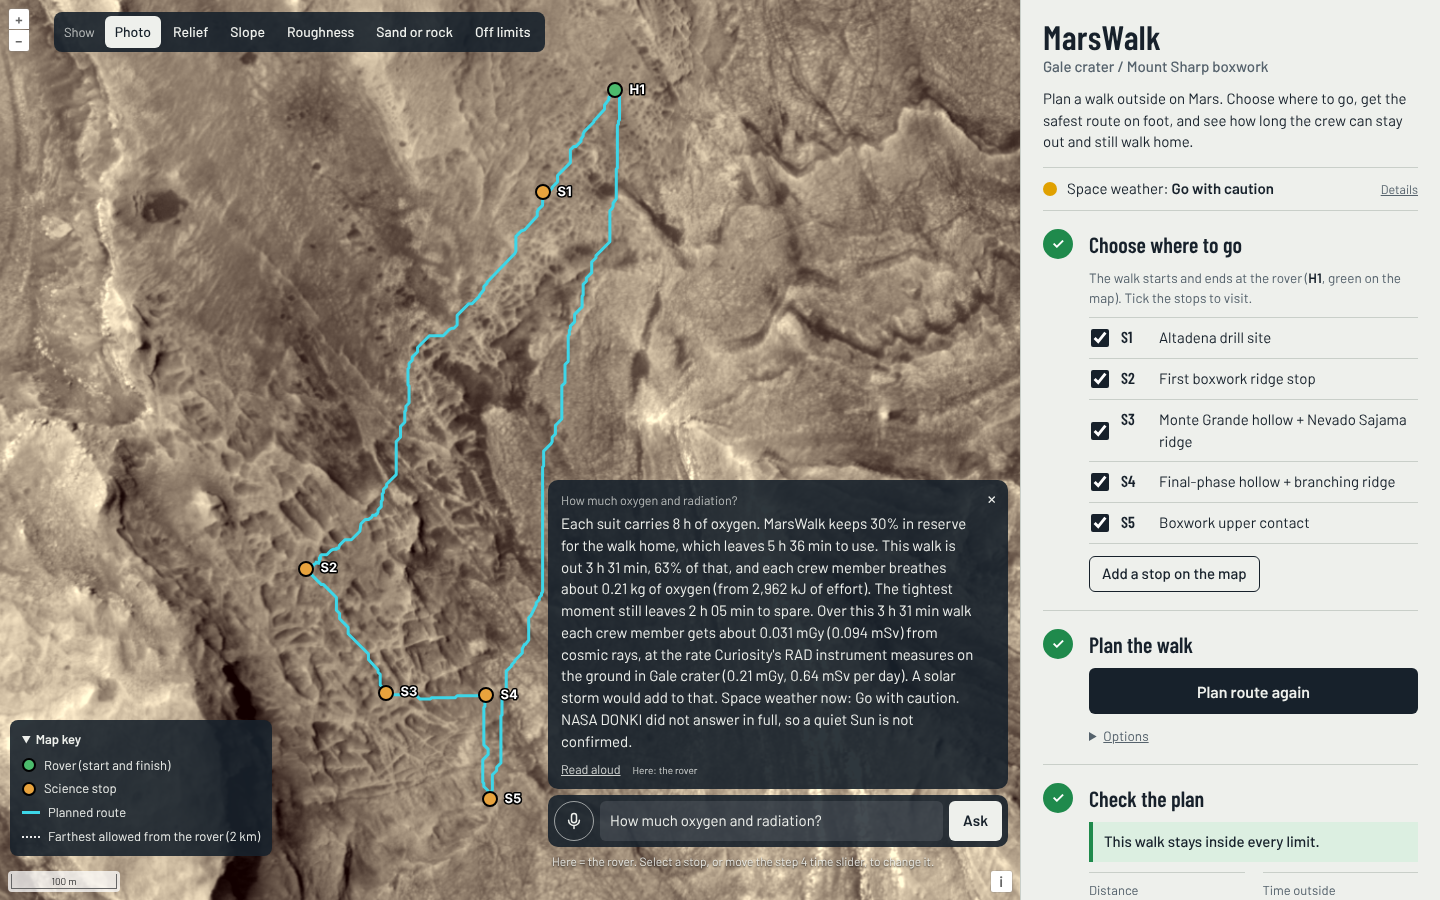 +
−
Show Photo Relief Slope Roughness Sand or rock Off limits
H1
S1
S2
S3
S4
S5
▼ Map key
Rover (start and finish)
Science stop
Planned route
Farthest allowed from the rover (2 km)
100 m
How much oxygen and radiation? ×
Each suit carries 8 h of oxygen. MarsWalk keeps 30% in reserve
for the walk home, which leaves 5 h 36 min to use. This walk is
out 3 h 31 min, 63% of that, and each crew member breathes
about 0.21 kg of oxygen (from 2,962 kJ of effort). The tightest
moment still leaves 2 h 05 min to spare. Over this 3 h 31 min walk
each crew member gets about 0.031 mGy (0.094 mSv) from
cosmic rays, at the rate Curiosity's RAD instrument measures on
the ground in Gale crater (0.21 mGy, 0.64 mSv per day). A solar
storm would add to that. Space weather now: Go with caution.
NASA DONKI did not answer in full, so a quiet Sun is not
confirmed.
Read aloud Here: the rover
How much oxygen and radiation? Ask
Here = the rover. Select a stop, or move the step 4 time slider, to change it.
i
MarsWalk
Gale crater / Mount Sharp boxwork
Plan a walk outside on Mars. Choose where to go, get the
safest route on foot, and see how long the crew can stay
out and still walk home.
Space weather: Go with caution Details
Choose where to go
The walk starts and ends at the rover (H1, green on the
map). Tick the stops to visit.
S1 Altadena drill site
S2 First boxwork ridge stop
S3 Monte Grande hollow + Nevado Sajama
ridge
S4 Final-phase hollow + branching ridge
S5 Boxwork upper contact
Add a stop on the map
Plan the walk
Plan route again
▶ Options
Check the plan
This walk stays inside every limit.
Distance Time outside